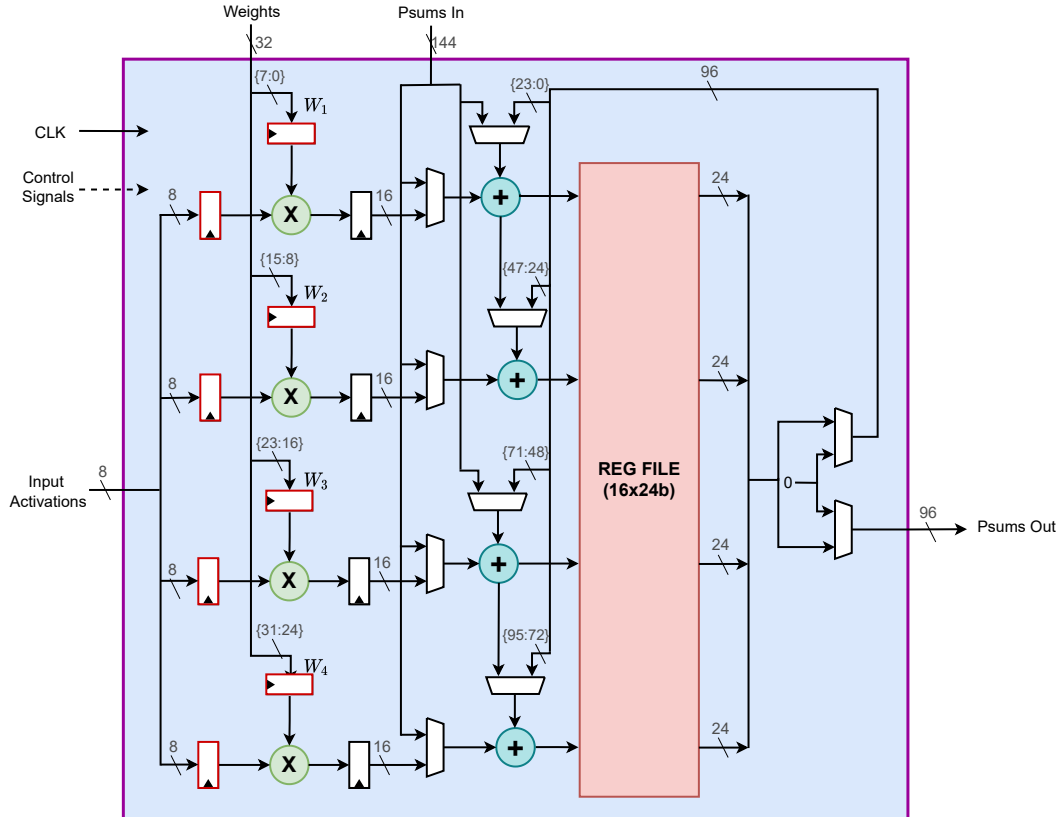 Weights
Psums In
32
144
{7:0}
{23:0}
96
W1
CLK
Control
Signals
8
X
16
+
24
{15:8}
{47:24}
W2
8
X
16
+
24
{23:16}
{71:48}
W3
REG FILE
(16x24b)
0
8
Input
Activations
96
Psums Out
8
X
16
+
24
{31:24}
{95:72}
W4
8
X
16
+
24